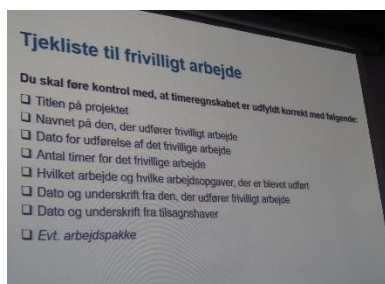 Tjekliste til frivilligt arbejde
Du skal føre kontrol med, at timeregnskabet er udfyldt korrekt med følgende:
❑ Titlen på projektet
❑ Navnet på den, der udfører frivilligt arbejde
❑ Dato for udførelse af det frivillige arbejde
❑ Antal timer for det frivillige arbejde
❑ Hvilket arbejde og hvilke arbejdsopgaver, der er blevet udført
❑ Dato og underskrift fra den, der udfører frivilligt arbejde
❑ Dato og underskrift fra tilsagnshaver
❑ Evt. arbejdspakke